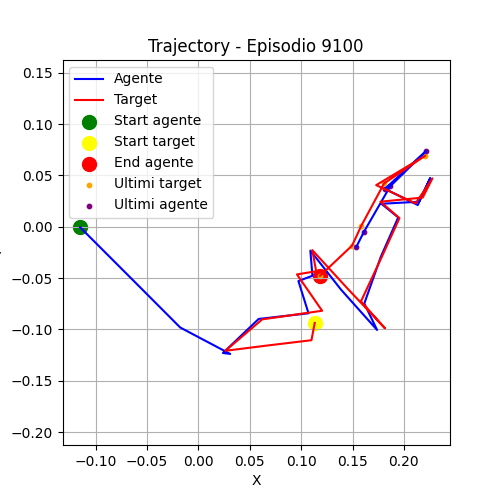 Trajectory - Episodio 9100
Agente
Target
Start agente
Start target
End agente
Ultimi target
Ultimi agente
0.15
0.10
0.05
0.00
−0.05
−0.10
−0.15
−0.20
−0.10
−0.05
0.00
0.05
0.10
0.15
0.20
X